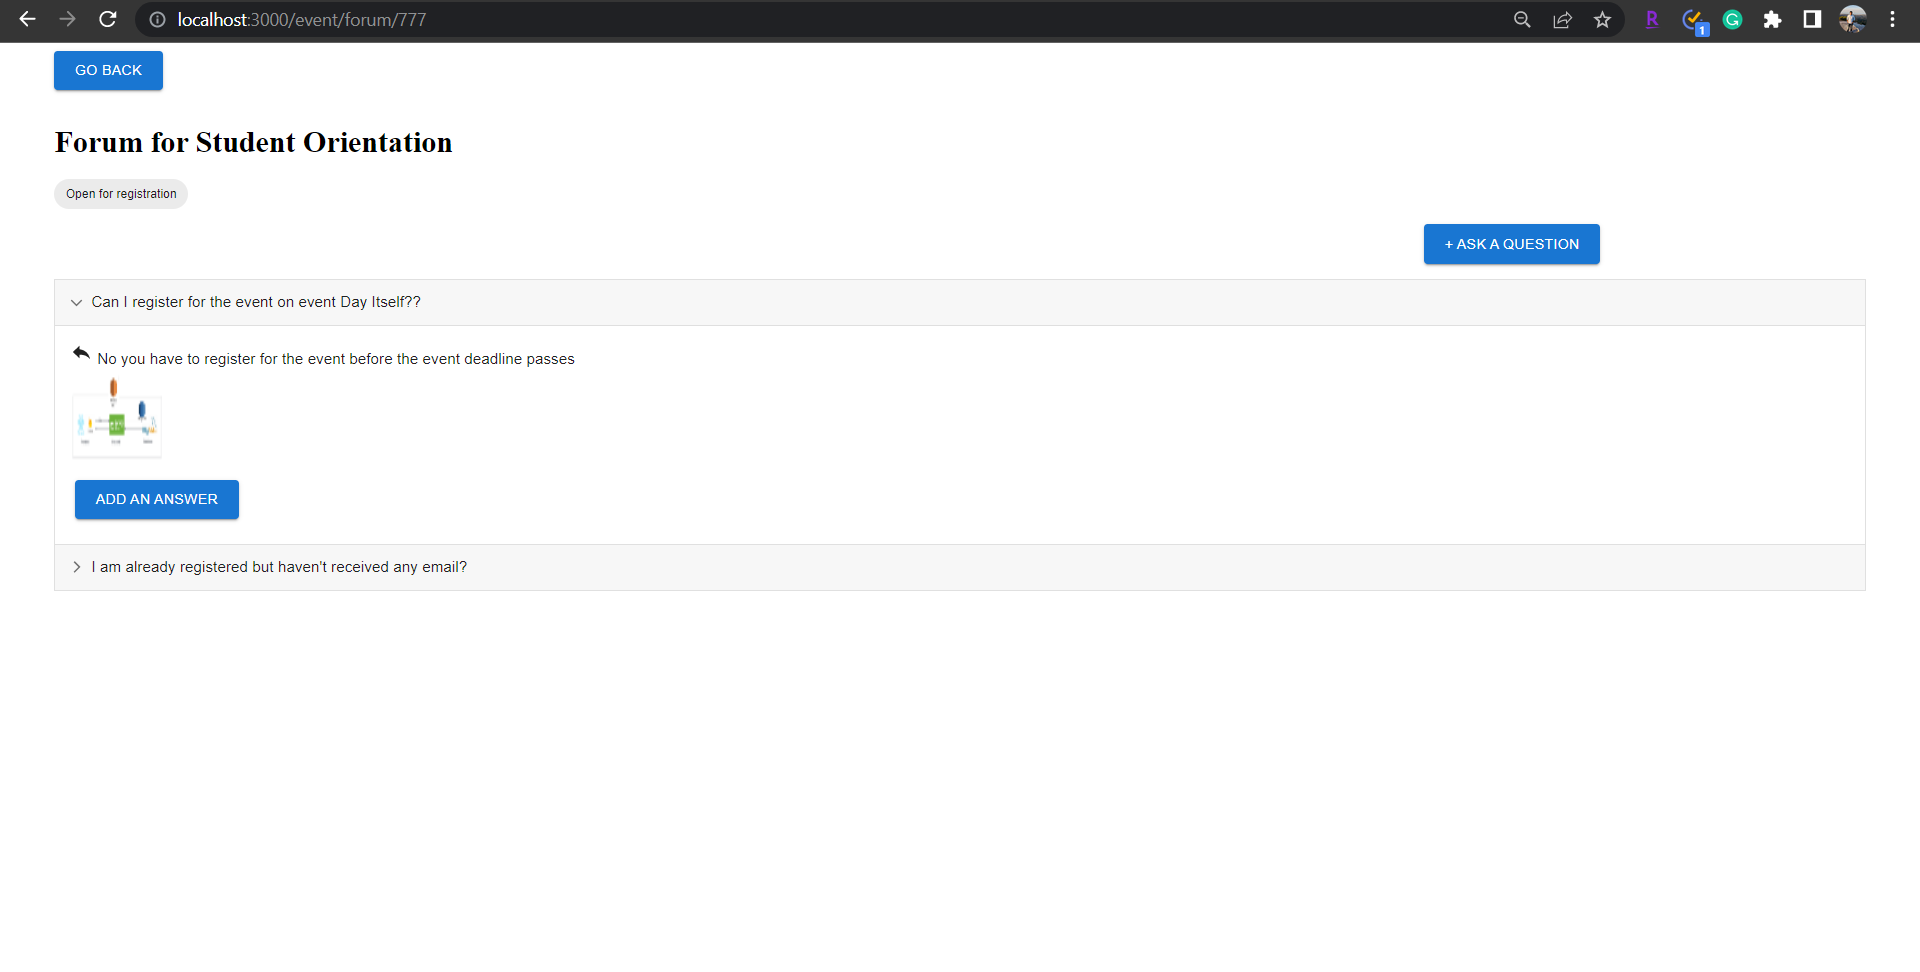 localhost:3000/event/forum/777
1
GO BACK
Forum for Student Orientation
Open for registration
+ ASK A QUESTION
Can I register for the event on event Day Itself??
No you have to register for the event before the event deadline passes
ADD AN ANSWER
I am already registered but haven't received any email?